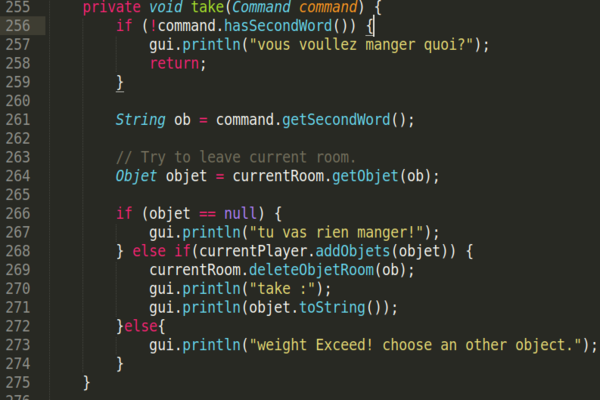 255 private void take(Command command) {
256 if (!command.hasSecondWord()) {
257 gui.println("vous voullez manger quoi?");
258 return;
259 }
260
261 String ob = command.getSecondWord();
262
263 // Try to leave current room.
264 Objet objet = currentRoom.getObjet(ob);
265
266 if (objet == null) {
267 gui.println("tu vas rien manger!");
268 } else if(currentPlayer.addObjets(objet)) {
269 currentRoom.deleteObjetRoom(ob);
270 gui.println("take :");
271 gui.println(objet.toString());
272 }else{
273 gui.println("weight Exceed! choose an other object.");
274 }
275 }
276